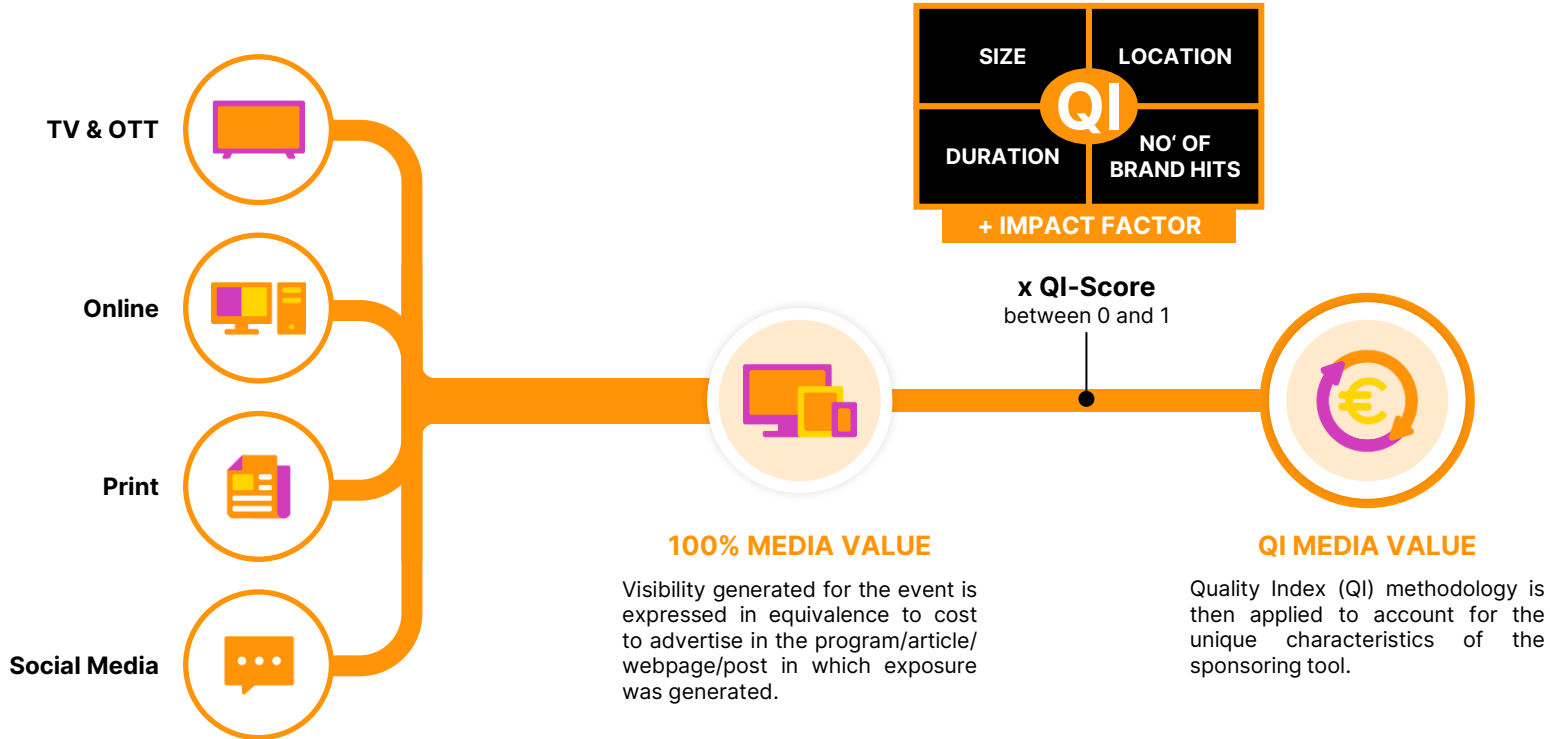 TV & OTT
Online
Print
Social Media
SIZE
LOCATION
QI
DURATION
NO‘ OF
BRAND HITS
+ IMPACT FACTOR
x QI-Score
between 0 and 1
100% MEDIA VALUE
Visibility generated for the event is
expressed in equivalence to cost
to advertise in the program/article/
webpage/post in which exposure
was generated.
QI MEDIA VALUE
Quality Index (QI) methodology is
then applied to account for the
unique characteristics of the
sponsoring tool.